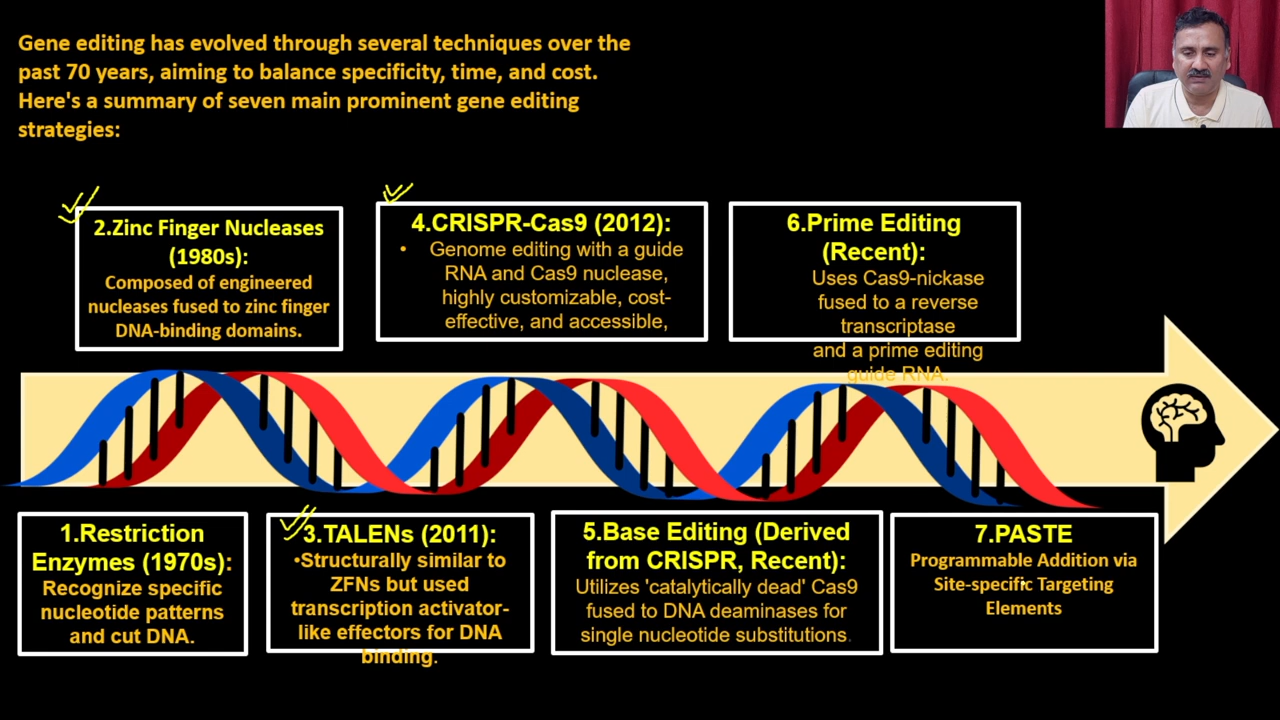 Gene editing has evolved through several techniques over the
past 70 years, aiming to balance specificity, time, and cost.
Here's a summary of seven main prominent gene editing
strategies:
2.Zinc Finger Nucleases
(1980s):
Composed of engineered
nucleases fused to zinc finger
DNA-binding domains.
4.CRISPR-Cas9 (2012):
• Genome editing with a guide
RNA and Cas9 nuclease,
highly customizable, cost-
effective, and accessible,
6.Prime Editing
(Recent):
Uses Cas9-nickase
fused to a reverse
transcriptase
and a prime editing
guide RNA.
1.Restriction
Enzymes (1970s):
Recognize specific
nucleotide patterns
and cut DNA.
3.TALENs (2011):
•Structurally similar to
ZFNs but used
transcription activator-
like effectors for DNA
binding.
5.Base Editing (Derived
from CRISPR, Recent):
Utilizes 'catalytically dead' Cas9
fused to DNA deaminases for
single nucleotide substitutions.
7.PASTE
Programmable Addition via
Site-specific Targeting
Elements